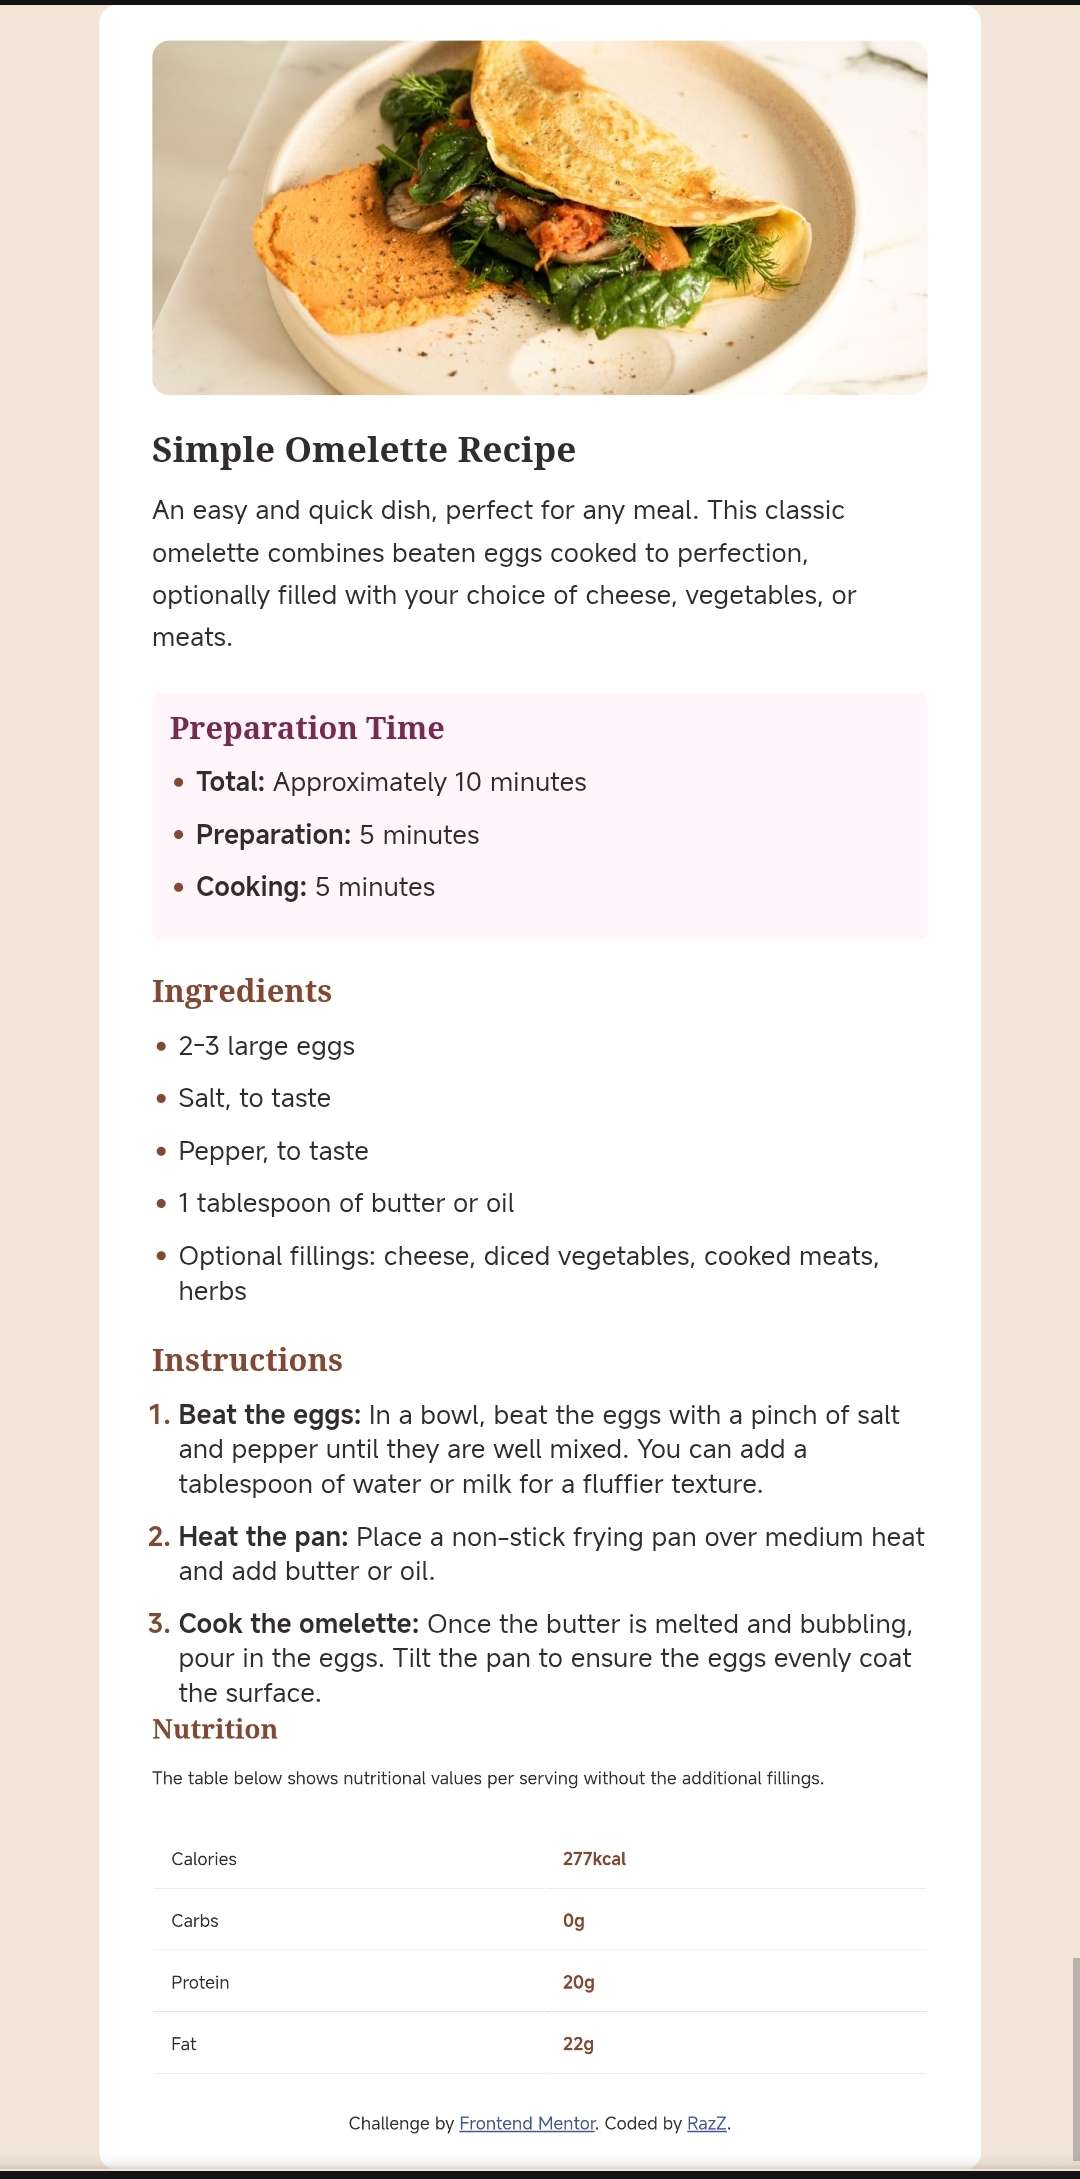 Simple Omelette Recipe
An easy and quick dish, perfect for any meal. This classic
omelette combines beaten eggs cooked to perfection,
optionally filled with your choice of cheese, vegetables, or
meats.
Preparation Time
• Total: Approximately 10 minutes
• Preparation: 5 minutes
• Cooking: 5 minutes
Ingredients
• 2-3 large eggs
• Salt, to taste
• Pepper, to taste
• 1 tablespoon of butter or oil
• Optional fillings: cheese, diced vegetables, cooked meats,
herbs
Instructions
1. Beat the eggs: In a bowl, beat the eggs with a pinch of salt
and pepper until they are well mixed. You can add a
tablespoon of water or milk for a fluffier texture.
2. Heat the pan: Place a non-stick frying pan over medium heat
and add butter or oil.
3. Cook the omelette: Once the butter is melted and bubbling,
pour in the eggs. Tilt the pan to ensure the eggs evenly coat
the surface.
Nutrition
The table below shows nutritional values per serving without the additional fillings.
Calories 277kcal
Carbs 0g
Protein 20g
Fat 22g
Challenge by Frontend Mentor. Coded by RazZ.